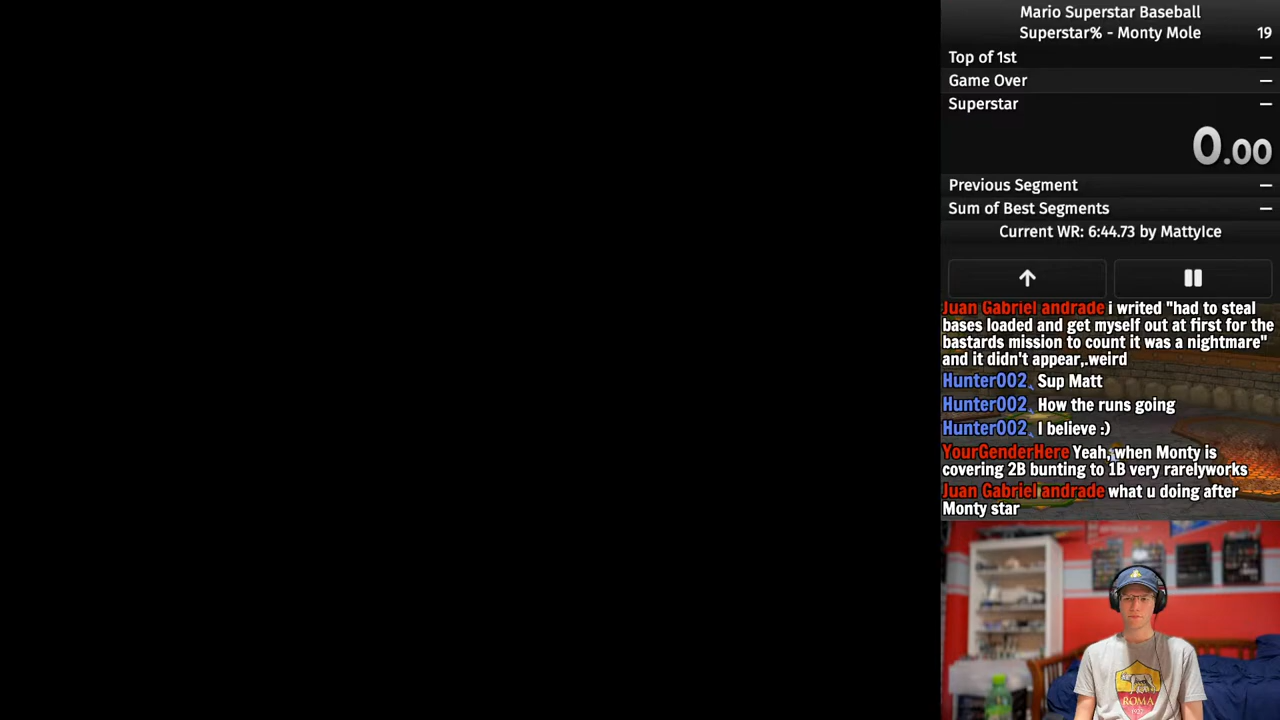 Mario Superstar Baseball
Superstar% - Monty Mole 19
Top of 1st —
Game Over —
Superstar —
0.00
Previous Segment —
Sum of Best Segments —
Current WR: 6:44.73 by MattyIce
Juan Gabriel andrade i writed "had to steal
bases loaded and get myself out at first for the
bastards mission to count it was a nightmare"
and it didn't appear,.weird
Hunter002 Sup Matt
Hunter002 How the runs going
Hunter002 I believe :)
YourGenderHere Yeah, when Monty is
covering 2B bunting to 1B very rarelyworks
Juan Gabriel andrade what u doing after
Monty star
ROMA
1927